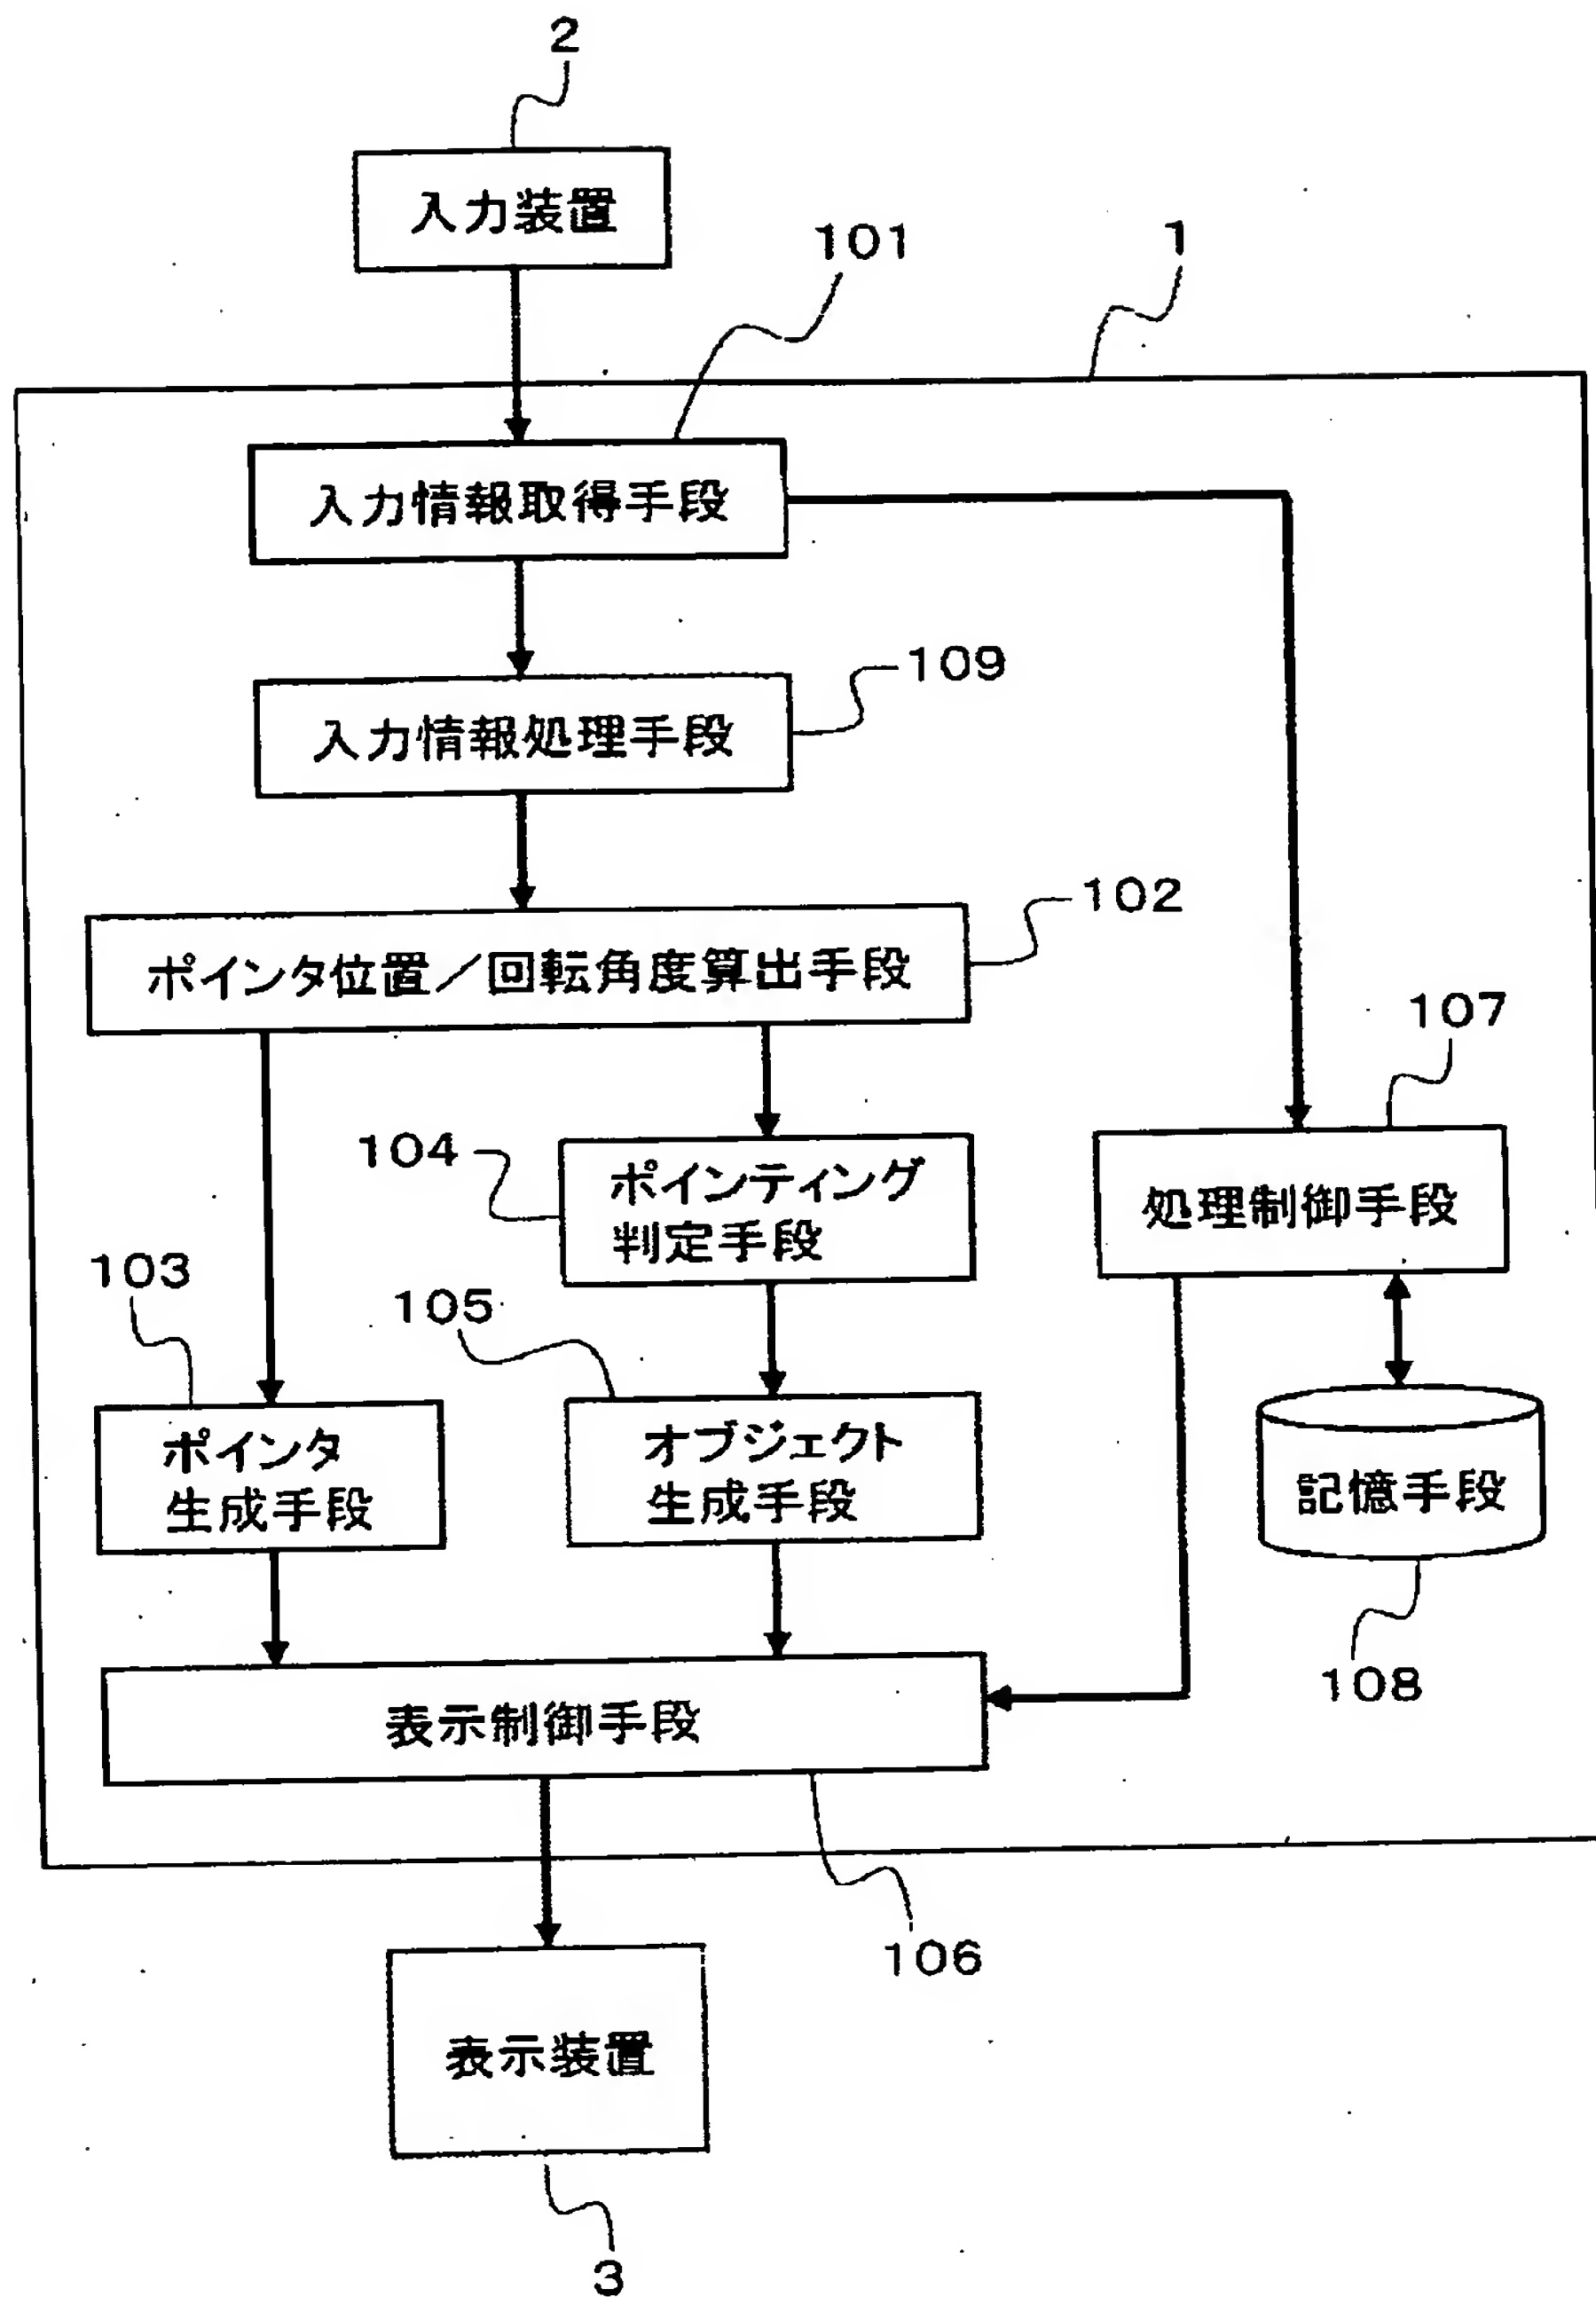 2
入力装置
101
1
入力情報取得手段
109
入力情報処理手段
102
ポインタ位置／回転角度算出手段
107
104
ポインティング
判定手段
処理制御手段
103
105
ポインタ
生成手段
オブジェクト
生成手段
記憶手段
108
表示制御手段
106
表示装置
3